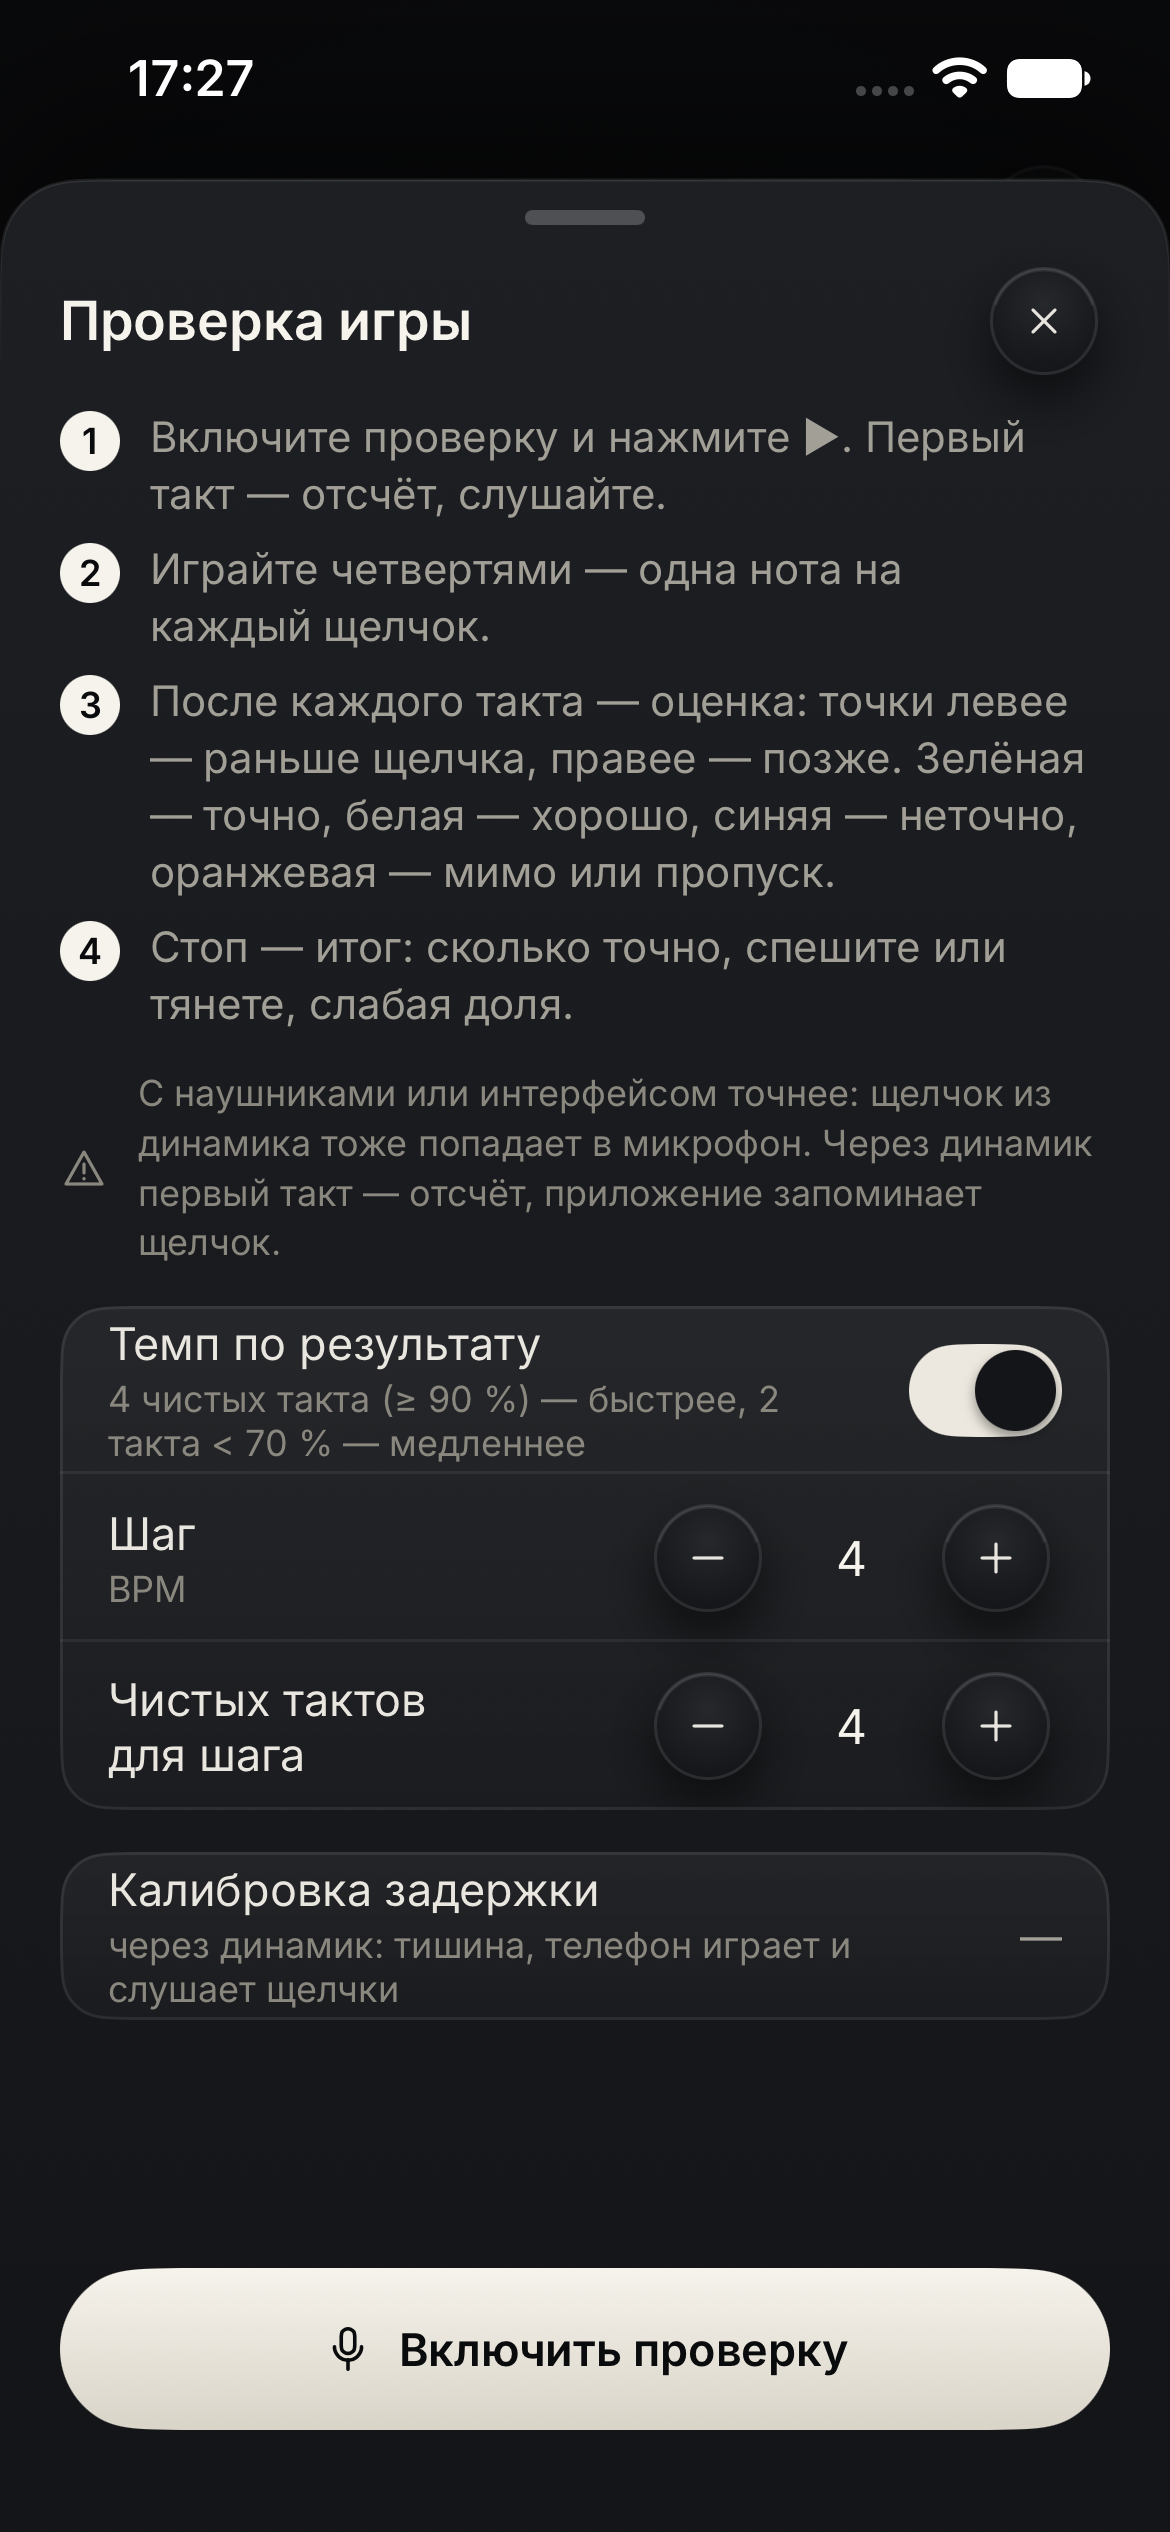 17:27
Проверка игры
1
Включите проверку и нажмите ▶. Первый
такт — отсчёт, слушайте.
2
Играйте четвертями — одна нота на
каждый щелчок.
3
После каждого такта — оценка: точки левее
— раньше щелчка, правее — позже. Зелёная
— точно, белая — хорошо, синяя — неточно,
оранжевая — мимо или пропуск.
4
Стоп — итог: сколько точно, спешите или
тянете, слабая доля.
С наушниками или интерфейсом точнее: щелчок из
динамика тоже попадает в микрофон. Через динамик
первый такт — отсчёт, приложение запоминает
щелчок.
Темп по результату
4 чистых такта (≥ 90 %) — быстрее, 2
такта < 70 % — медленнее
Шаг
BPM
— 4 +
Чистых тактов
для шага
— 4 +
Калибровка задержки
через динамик: тишина, телефон играет и
слушает щелчки
—
Включить проверку